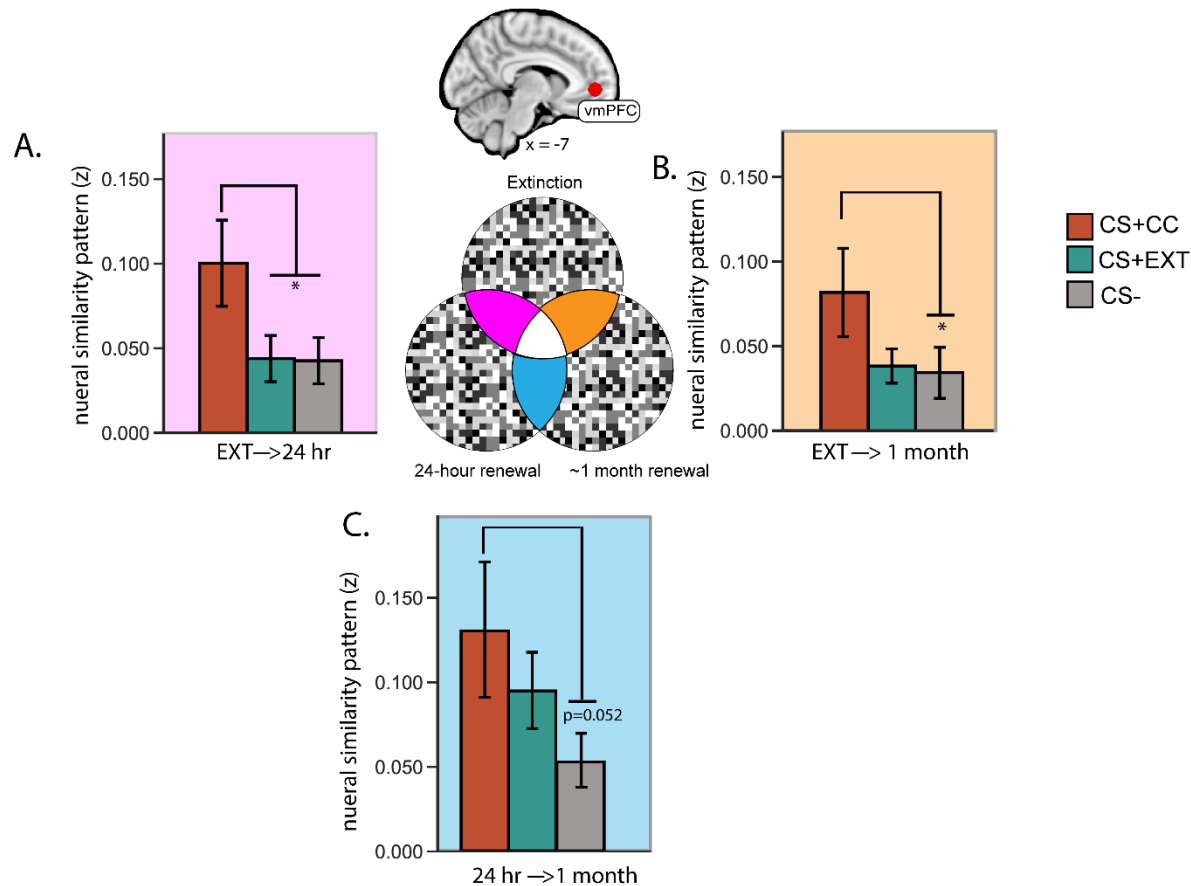 vmPFC
x = -7
A.
nueral similarity pattern (z)
0.150
0.100
0.050
0.000
*
EXT—>24 hr
Extinction
24-hour renewal
~1 month renewal
B.
nueral similarity pattern (z)
0.150
0.100
0.050
0.000
*
EXT—> 1 month
CS+CC
CS+EXT
CS-
C.
nueral similarity pattern (z)
0.150
0.100
0.050
0.000
p=0.052
24 hr —>1 month